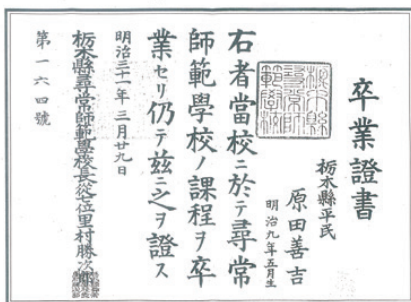 卒業證書
栃木縣平民
原田善吉
明治九年五月生
右者當校ニ於テ尋常
師範學校ノ課程ヲ卒
業セリ仍テ茲ニ之ヲ證ス
明治三十一年三月廿九日
栃木縣尋常師範學校長從七位里村勝次郎
第一六四號